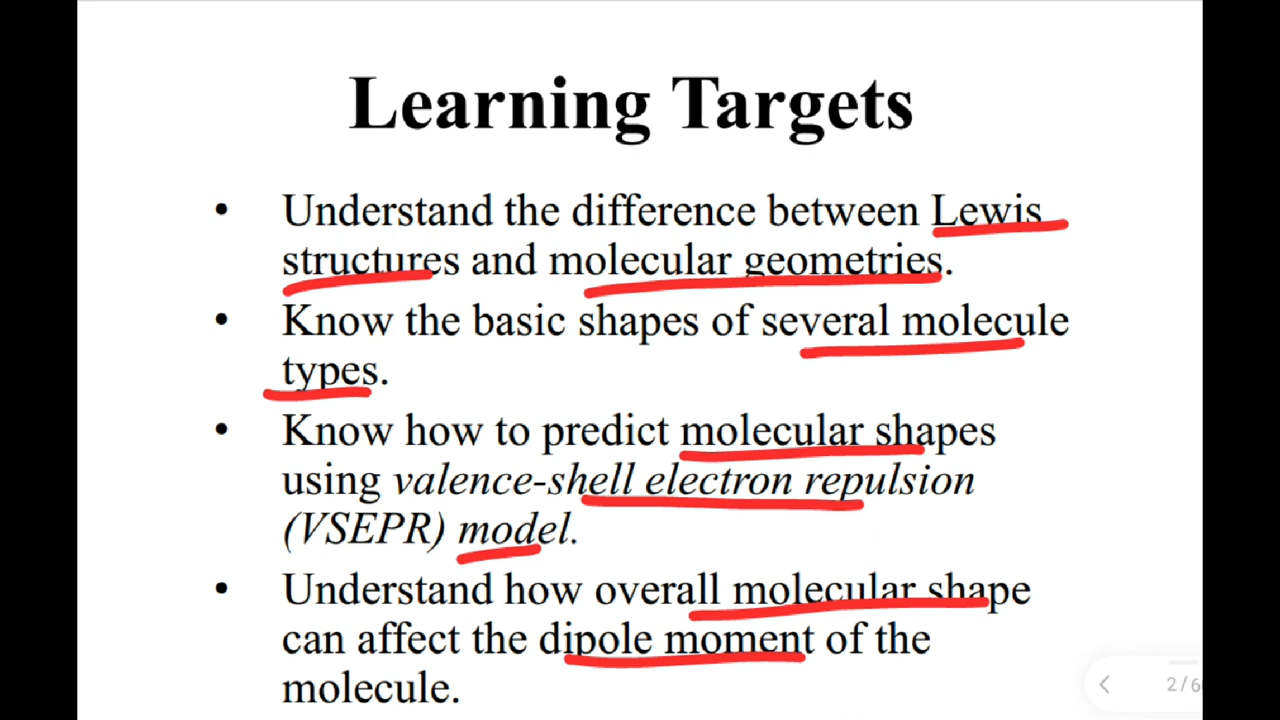 Learning Targets
• Understand the difference between Lewis
structures and molecular geometries.
• Know the basic shapes of several molecule
types.
• Know how to predict molecular shapes
using valence-shell electron repulsion
(VSEPR) model.
• Understand how overall molecular shape
can affect the dipole moment of the
molecule.
2/6